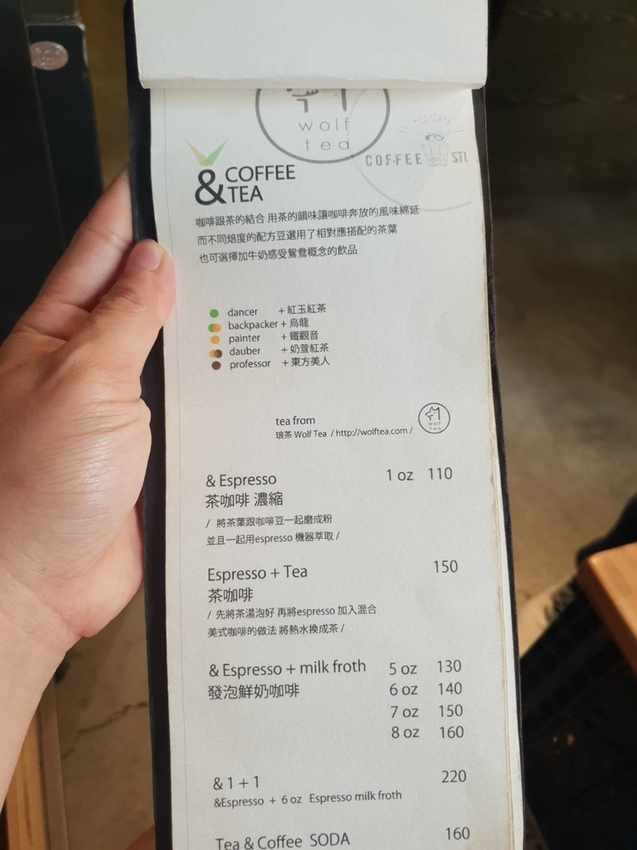 wolf
tea
COFFEE
&
COFFEE
TEA
咖啡跟茶的結合 用茶的韻味讓咖啡奔放的風味綿延
而不同焙度的配方豆選用了相對應搭配的茶葉
也可選擇加牛奶感受鴛鴦概念的飲品
dancer + 紅玉紅茶
backpacker + 烏龍
painter + 鐵觀音
dauber + 奶萱紅茶
professor + 東方美人
tea from
琅茶 Wolf Tea / http://wolftea.com /
wolf
tea
& Espresso 1 oz 110
茶咖啡 濃縮
/ 將茶葉跟咖啡豆一起磨成粉
並且一起用espresso 機器萃取 /
Espresso + Tea 150
茶咖啡
/ 先將茶湯泡好 再將espresso 加入混合
美式咖啡的做法 將熱水換成茶 /
& Espresso + milk froth 5 oz 130
發泡鮮奶咖啡 6 oz 140
7 oz 150
8 oz 160
& 1 + 1 220
&Espresso + 6 oz Espresso milk froth
Tea & Coffee SODA 160